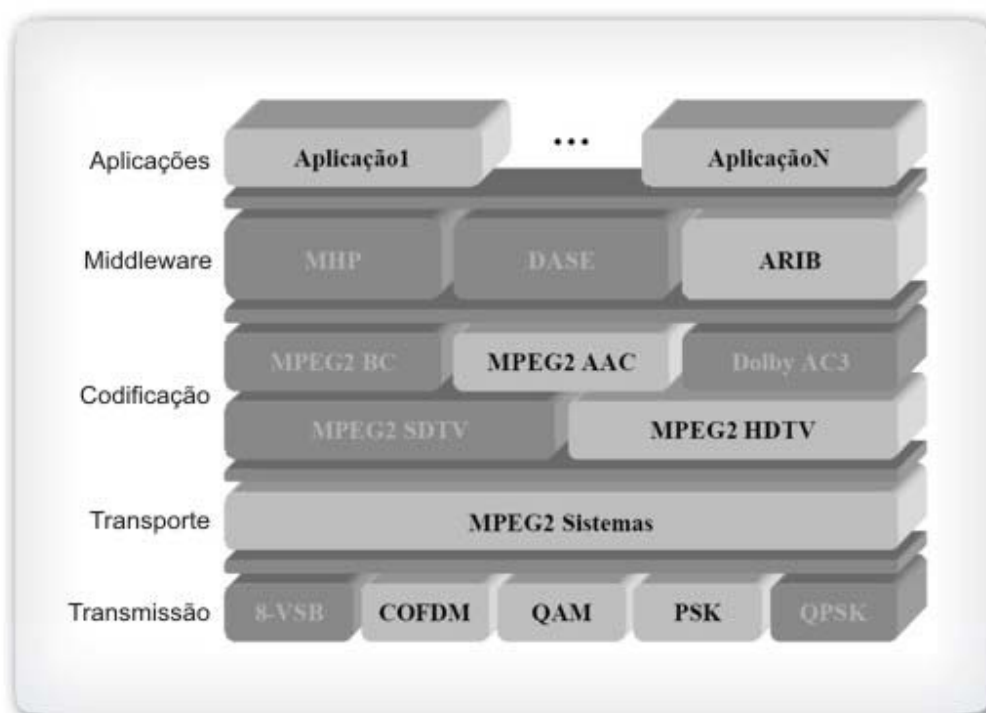 Aplicações
Aplicação1
...
AplicaçãoN
Middleware
MHP
DASE
ARIB
Codificação
MPEG2 BC
MPEG2 AAC
Dolby AC3
MPEG2 SDTV
MPEG2 HDTV
Transporte
MPEG2 Sistemas
Transmissão
8-VSB
COFDM
QAM
PSK
QPSK